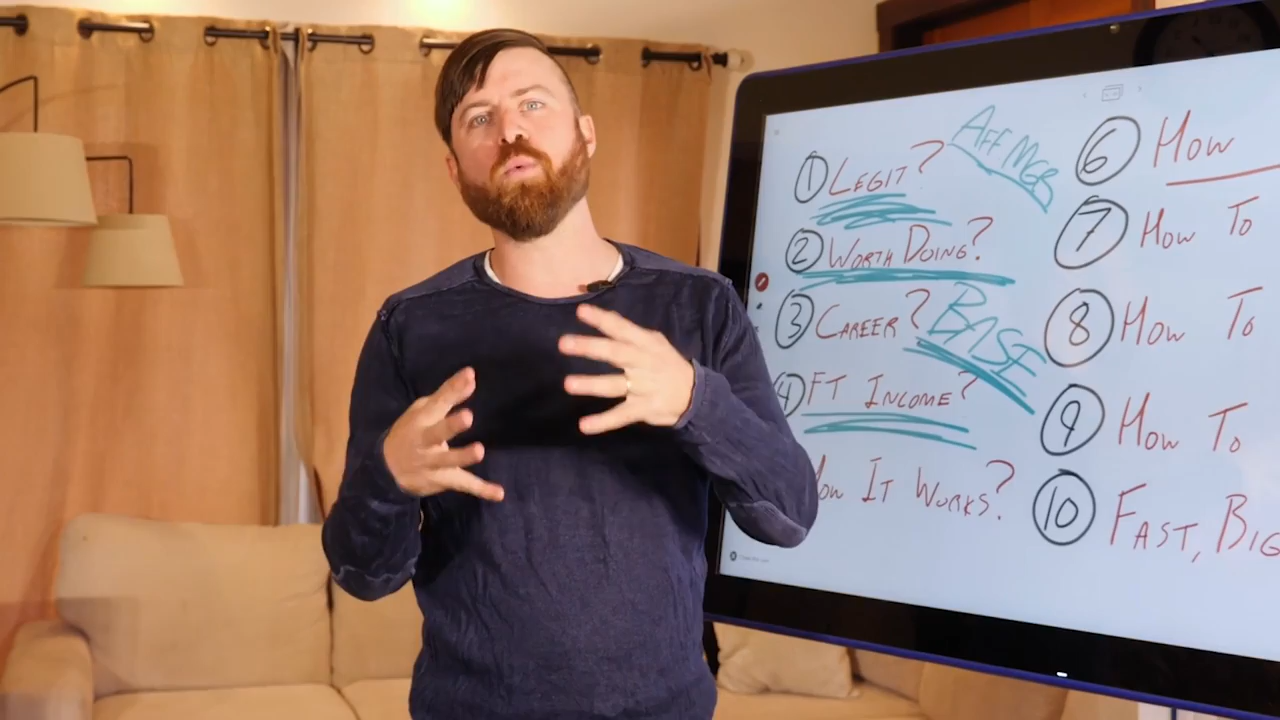 1 LEGIT?
AFF MGR
2 WORTH DOING?
3 CAREER?
BASE
4 FT INCOME?
HOW IT WORKS?
6 HOW
7 HOW TO
8 HOW TO
9 HOW TO
10 FAST, BIG